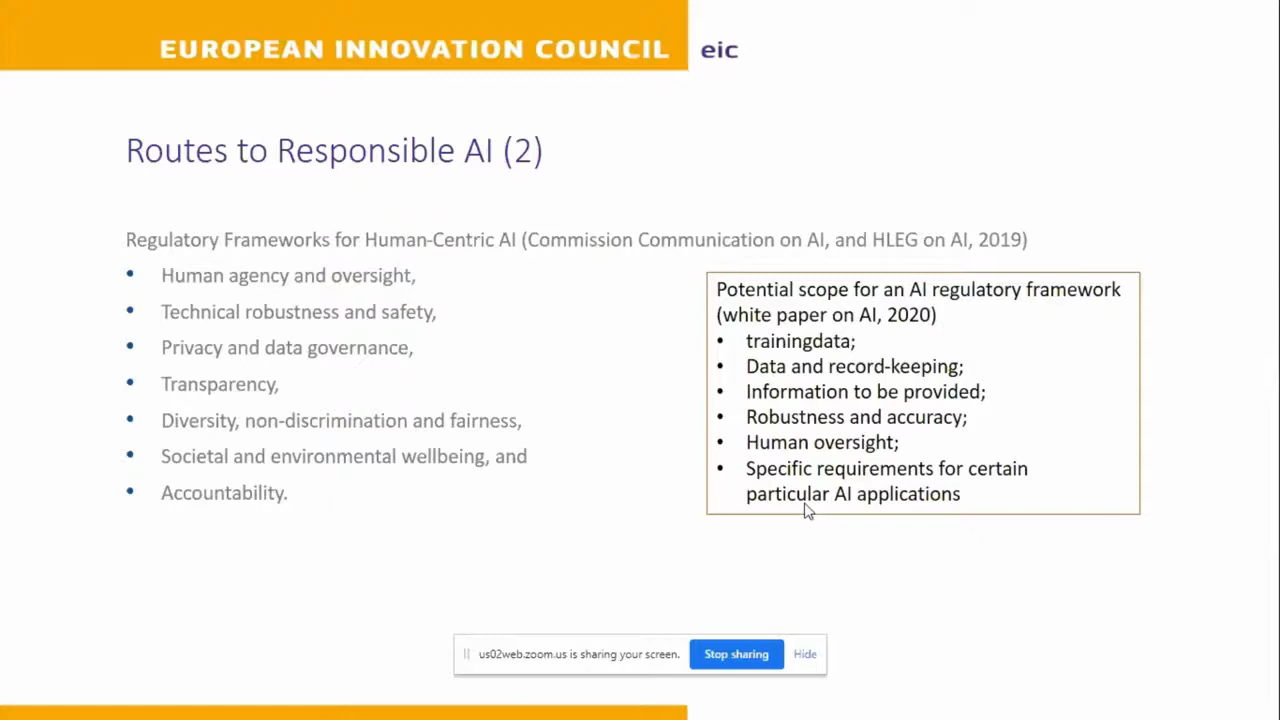 EUROPEAN INNOVATION COUNCIL eic
Routes to Responsible AI (2)
Regulatory Frameworks for Human-Centric AI (Commission Communication on AI, and HLEG on AI, 2019)
• Human agency and oversight,
• Technical robustness and safety,
• Privacy and data governance,
• Transparency,
• Diversity, non-discrimination and fairness,
• Societal and environmental wellbeing, and
• Accountability.
Potential scope for an AI regulatory framework
(white paper on AI, 2020)
• trainingdata;
• Data and record-keeping;
• Information to be provided;
• Robustness and accuracy;
• Human oversight;
• Specific requirements for certain
particular AI applications
us02web.zoom.us is sharing your screen. Stop sharing Hide